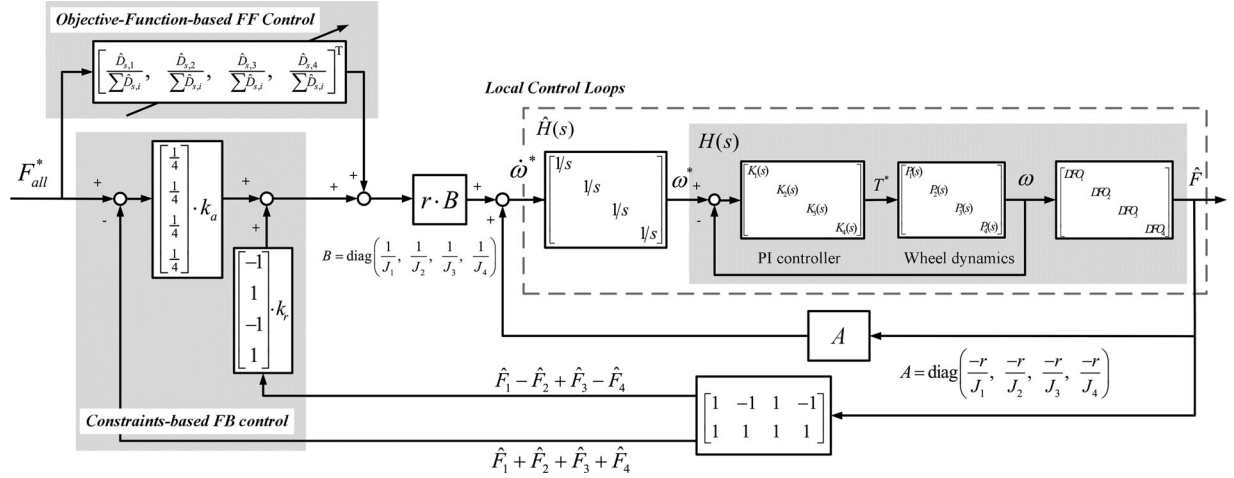 Objective-Function-based FF Control
[D̂_{s,1}/∑D̂_{s,i}, D̂_{s,2}/∑D̂_{s,i}, D̂_{s,3}/∑D̂_{s,i}, D̂_{s,4}/∑D̂_{s,i}]^T
Local Control Loops
Ĥ(s)
H(s)
F*_{all}
+
-
[1/4
1/4
1/4
1/4] · k_a
+
+
+
+
r · B
+
+
ω̇*
[1/s
1/s
1/s
1/s]
ω*
+
-
[K₁(s)
K₂(s)
K₃(s)
K₄(s)]
T*
[P₁(s)
P₂(s)
P₃(s)
P₄(s)]
ω
[DFO₁
DFO₂
DFO₃
DFO₄]
F̂
PI controller
Wheel dynamics
B = diag(1/J₁, 1/J₂, 1/J₃, 1/J₄)
[−1
1
−1
1] · k_r
A
A = diag(−r/J₁, −r/J₂, −r/J₃, −r/J₄)
F̂₁ − F̂₂ + F̂₃ − F̂₄
[1 −1 1 −1
1 1 1 1]
Constraints-based FB control
F̂₁ + F̂₂ + F̂₃ + F̂₄